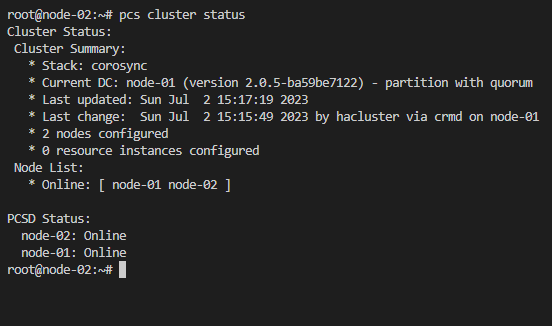 root@node-02:~# pcs cluster status
Cluster Status:
 Cluster Summary:
   * Stack: corosync
   * Current DC: node-01 (version 2.0.5-ba59be7122) - partition with quorum
   * Last updated: Sun Jul  2 15:17:19 2023
   * Last change:  Sun Jul  2 15:15:49 2023 by hacluster via crmd on node-01
   * 2 nodes configured
   * 0 resource instances configured
 Node List:
   * Online: [ node-01 node-02 ]

PCSD Status:
  node-02: Online
  node-01: Online
root@node-02:~#